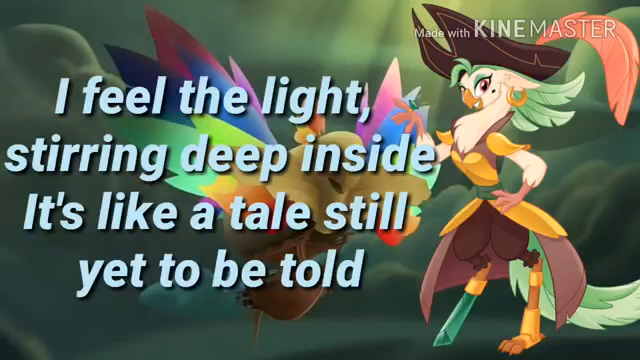 Made with KINEMASTER
I feel the light,
stirring deep inside
It's like a tale still
yet to be told